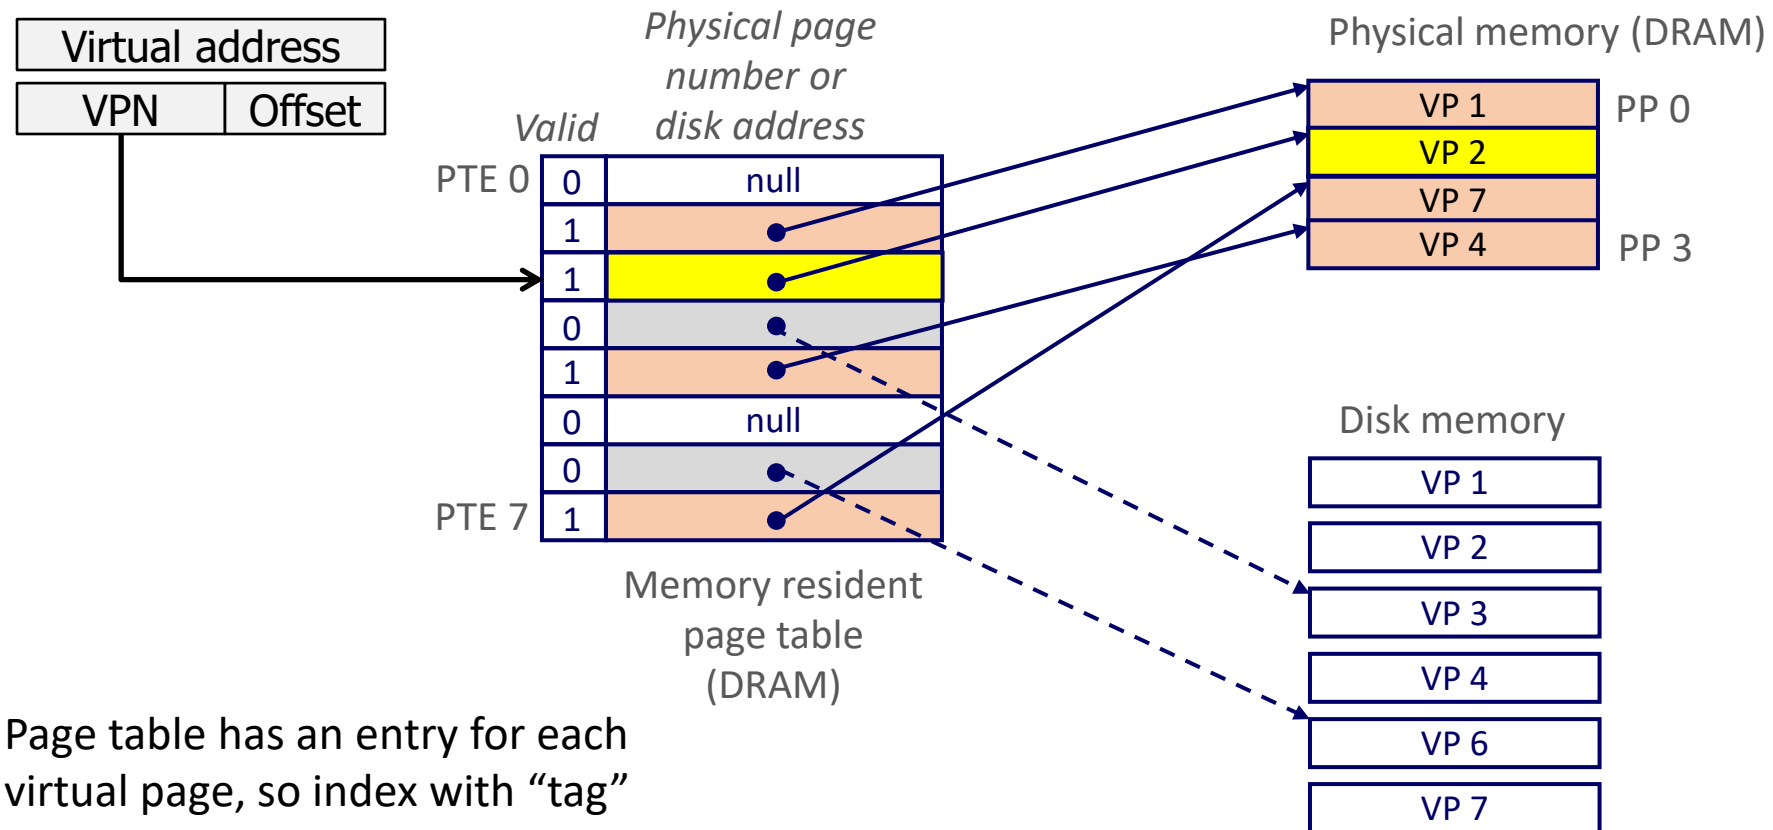 Virtual address
VPN Offset
Physical page
number or
disk address
Valid
PTE 0
0 null
1
1
0
1
0 null
0
PTE 7
1
Memory resident
page table
(DRAM)
Physical memory (DRAM)
VP 1 PP 0
VP 2
VP 7
VP 4 PP 3
Disk memory
VP 1
VP 2
VP 3
VP 4
VP 6
VP 7
Page table has an entry for each
virtual page, so index with “tag”